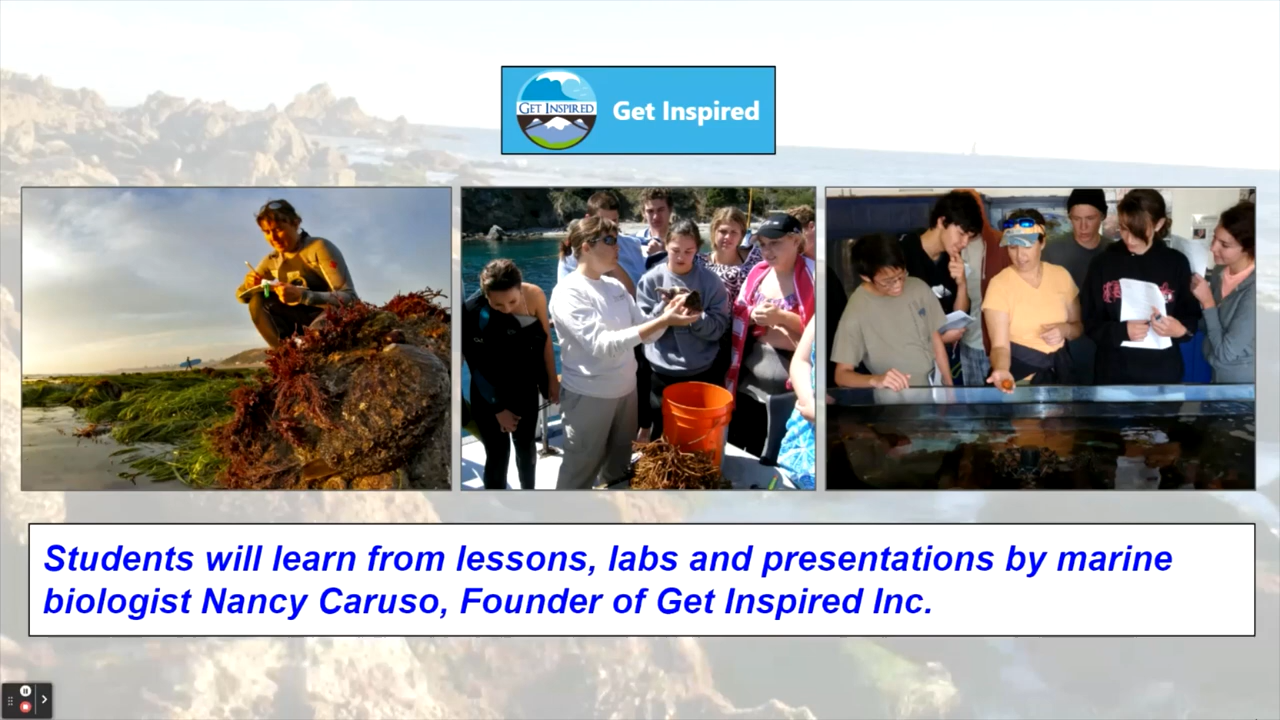 GET INSPIRED
Get Inspired
Students will learn from lessons, labs and presentations by marine
biologist Nancy Caruso, Founder of Get Inspired Inc.